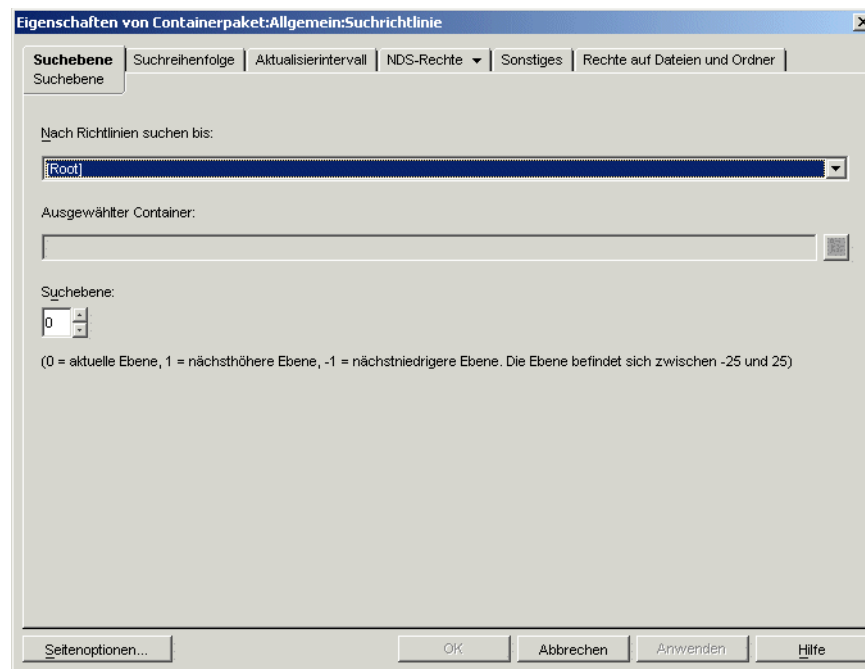 Eigenschaften von Containerpaket:Allgemein:Suchrichtlinie
Suchebene Suchreihenfolge Aktualisierintervall NDS-Rechte Sonstiges Rechte auf Dateien und Ordner
Suchebene
Nach Richtlinien suchen bis:
[Root]
Ausgewählter Container:
Suchebene:
0
(0 = aktuelle Ebene, 1 = nächsthöhere Ebene, -1 = nächstniedrigere Ebene. Die Ebene befindet sich zwischen -25 und 25)
Seitenoptionen... OK Abbrechen Anwenden Hilfe